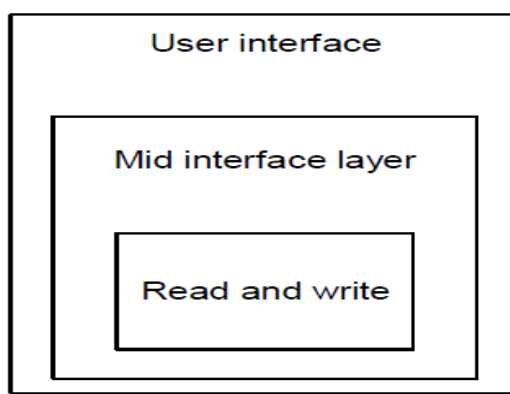 User interface
Mid interface layer
Read and write